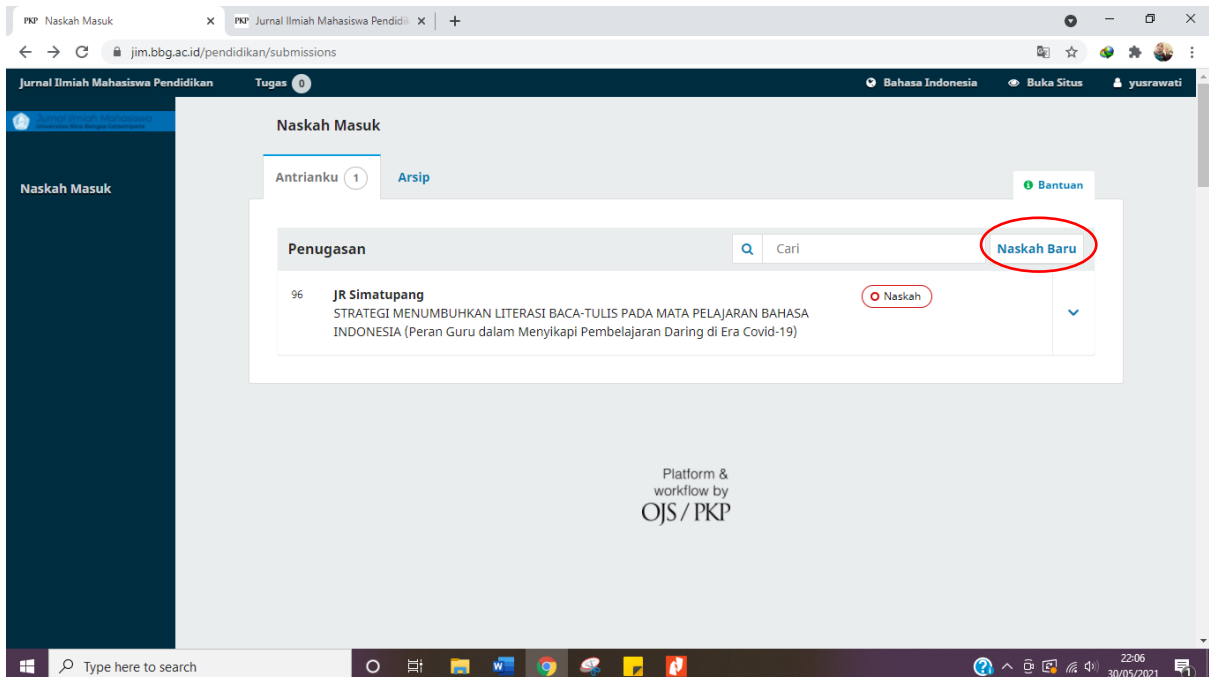 PKP Naskah Masuk
PKP Jurnal Ilmiah Mahasiswa Pendidi
jim.bbg.ac.id/pendidikan/submissions
Jurnal Ilmiah Mahasiswa Pendidikan Tugas 0 Bahasa Indonesia Buka Situs yusrawati
Jurnal Ilmiah Mahasiswa
Naskah Masuk
Antrianku 1 Arsip
Naskah Masuk
Bantuan
Penugasan Cari Naskah Baru
96 JR Simatupang Naskah
STRATEGI MENUMBUHKAN LITERASI BACA-TULIS PADA MATA PELAJARAN BAHASA
INDONESIA (Peran Guru dalam Menyikapi Pembelajaran Daring di Era Covid-19)
Platform &
workflow by
OJS / PKP
Type here to search
22:06
30/05/2021